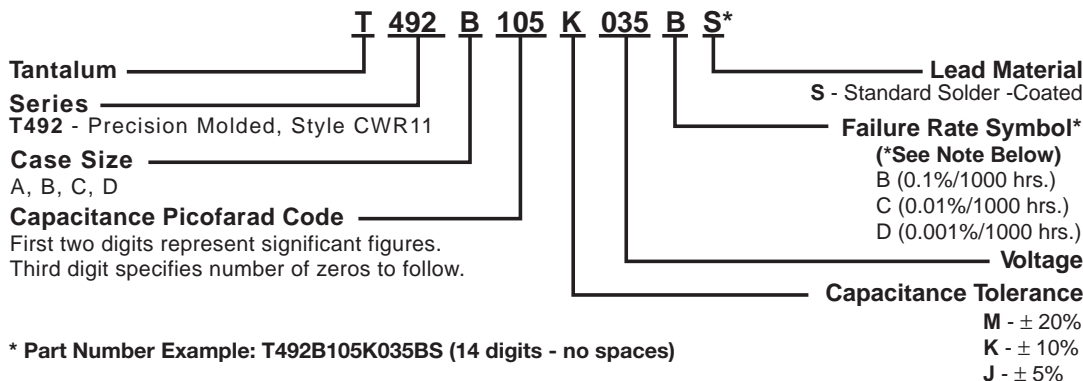 T 492 B 105 K 035 B S*
Tantalum
Series
T492 - Precision Molded, Style CWR11
Case Size
A, B, C, D
Capacitance Picofarad Code
First two digits represent significant figures.
Third digit specifies number of zeros to follow.
Lead Material
S - Standard Solder -Coated
Failure Rate Symbol*
(*See Note Below)
B (0.1%/1000 hrs.)
C (0.01%/1000 hrs.)
D (0.001%/1000 hrs.)
Voltage
Capacitance Tolerance
M - ± 20%
K - ± 10%
J - ± 5%
* Part Number Example: T492B105K035BS (14 digits - no spaces)